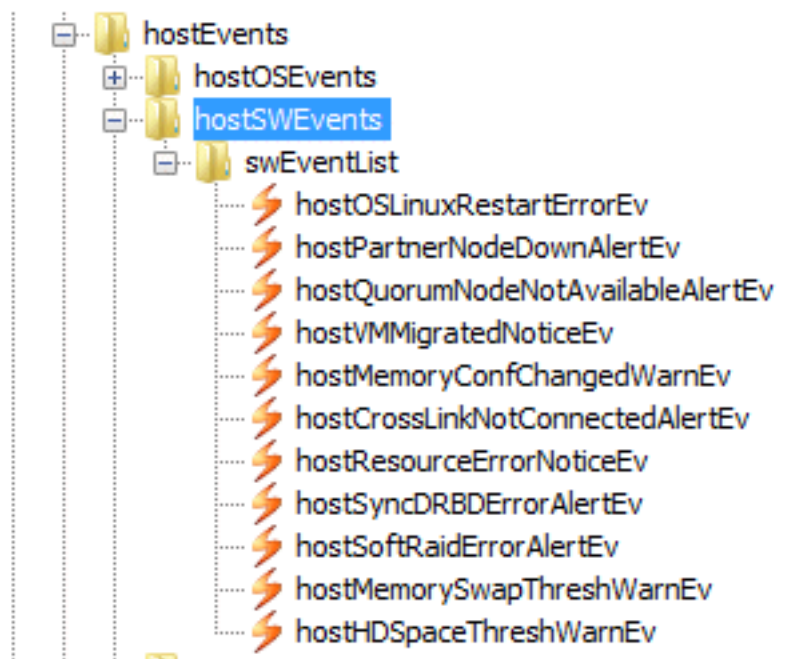 hostEvents
hostOSEvents
hostSWEvents
swEventList
hostOSLinuxRestartErrorEv
hostPartnerNodeDownAlertEv
hostQuorumNodeNotAvailableAlertEv
hostVMMigratedNoticeEv
hostMemoryConfChangedWarnEv
hostCrossLinkNotConnectedAlertEv
hostResourceErrorNoticeEv
hostSyncDRBDErrorAlertEv
hostSoftRaidErrorAlertEv
hostMemorySwapThreshWarnEv
hostHDSpaceThreshWarnEv